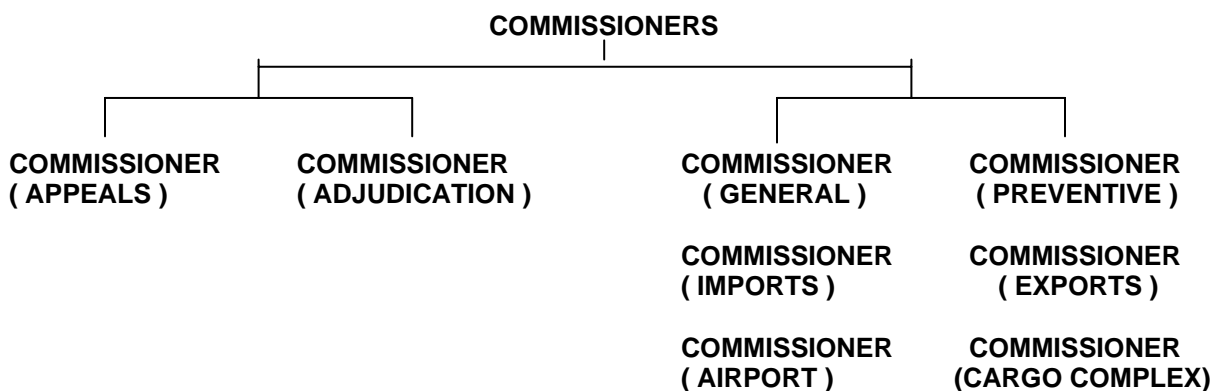 COMMISSIONERS
COMMISSIONER
( APPEALS )
COMMISSIONER
( ADJUDICATION )
COMMISSIONER
( GENERAL )
COMMISSIONER
( PREVENTIVE )
COMMISSIONER
( IMPORTS )
COMMISSIONER
( EXPORTS )
COMMISSIONER
( AIRPORT )
COMMISSIONER
(CARGO COMPLEX)